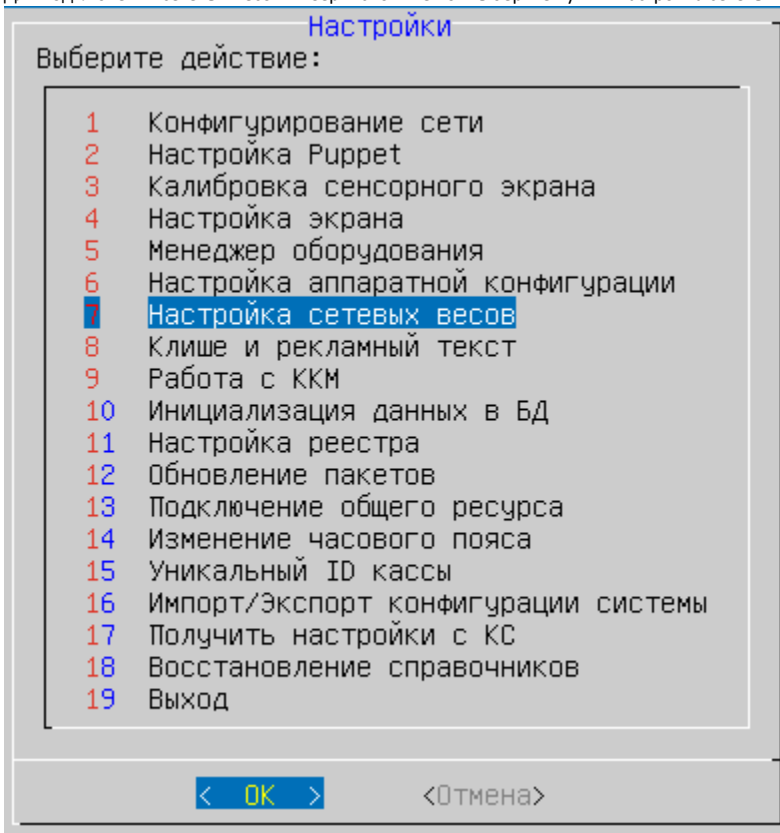 Настройки
Выберите действие:
1 Конфигурирование сети
2 Настройка Puppet
3 Калибровка сенсорного экрана
4 Настройка экрана
5 Менеджер оборудования
6 Настройка аппаратной конфигурации
7 Настройка сетевых весов
8 Клише и рекламный текст
9 Работа с ККМ
10 Инициализация данных в БД
11 Настройка реестра
12 Обновление пакетов
13 Подключение общего ресурса
14 Изменение часового пояса
15 Уникальный ID кассы
16 Импорт/Экспорт конфигурации системы
17 Получить настройки с КС
18 Восстановление справочников
19 Выход
< OK > <Отмена>